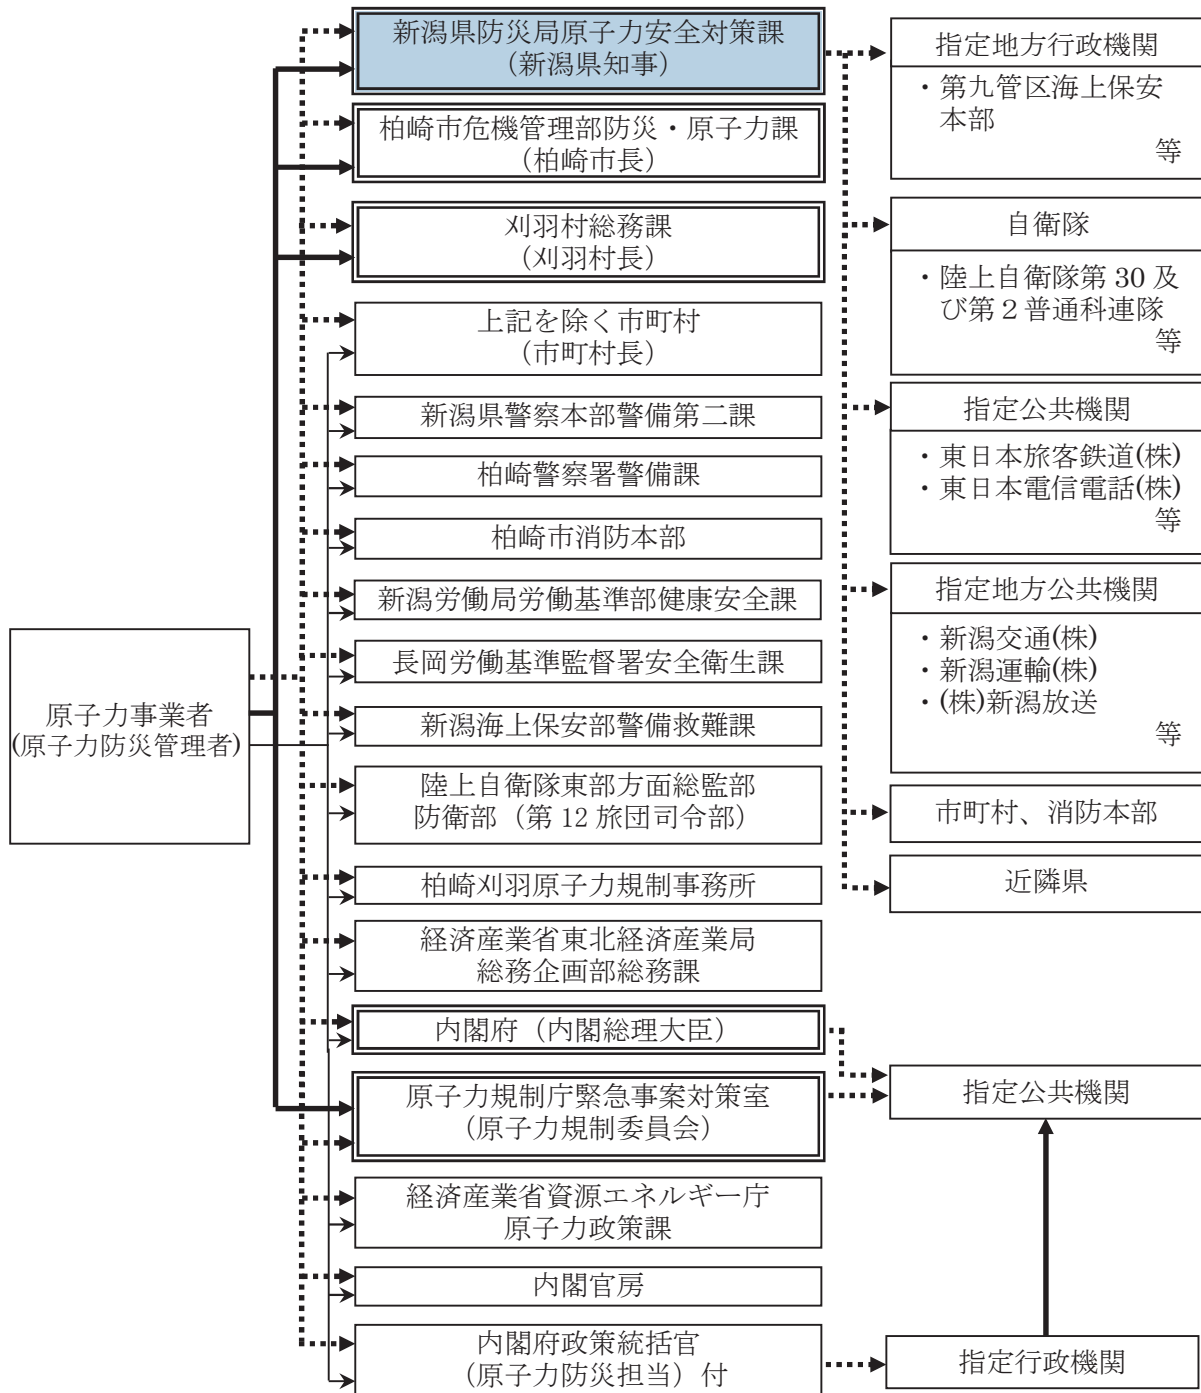 新潟県防災局原子力安全対策課
（新潟県知事）
柏崎市危機管理部防災・原子力課
（柏崎市長）
刈羽村総務課
（刈羽村長）
上記を除く市町村
（市町村長）
新潟県警察本部警備第二課
柏崎警察署警備課
柏崎市消防本部
新潟労働局労働基準部健康安全課
長岡労働基準監督署安全衛生課
新潟海上保安部警備救難課
陸上自衛隊東部方面総監部
防衛部（第 12 旅団司令部）
柏崎刈羽原子力規制事務所
経済産業省東北経済産業局
総務企画部総務課
内閣府（内閣総理大臣）
原子力規制庁緊急事案対策室
（原子力規制委員会）
経済産業省資源エネルギー庁
原子力政策課
内閣官房
内閣府政策統括官
（原子力防災担当）付
原子力事業者
(原子力防災管理者)
指定地方行政機関
・第九管区海上保安
本部
等
自衛隊
・陸上自衛隊第 30 及
び第２普通科連隊
等
指定公共機関
・東日本旅客鉄道(株)
・東日本電信電話(株)
等
指定地方公共機関
・新潟交通(株)
・新潟運輸(株)
・(株)新潟放送
等
市町村、消防本部
近隣県
指定公共機関
指定行政機関